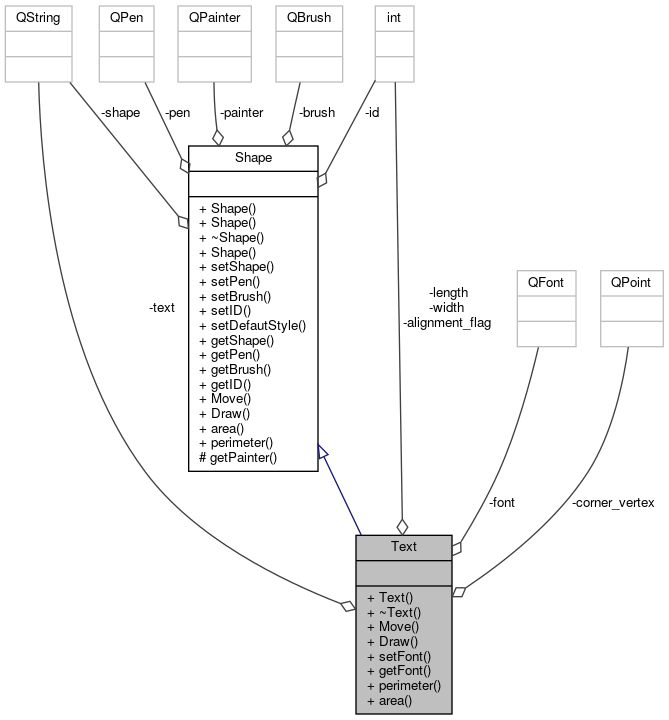 QString
QPen
QPainter
QBrush
int
-shape
-pen
-painter
-brush
-id
Shape
+ Shape()
+ Shape()
+ ~Shape()
+ Shape()
+ setShape()
+ setPen()
+ setBrush()
+ setID()
+ setDefautStyle()
+ getShape()
+ getPen()
+ getBrush()
+ getID()
+ Move()
+ Draw()
+ area()
+ perimeter()
# getPainter()
-text
-length
-width
-alignment_flag
QFont
QPoint
-font
-corner_vertex
Text
+ Text()
+ ~Text()
+ Move()
+ Draw()
+ setFont()
+ getFont()
+ perimeter()
+ area()